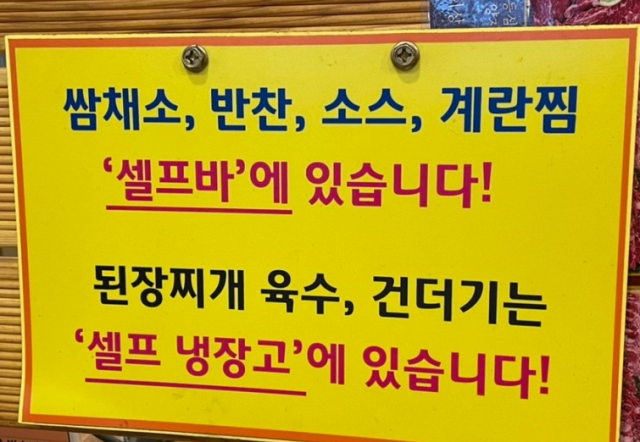 쌈채소, 반찬, 소스, 계란찜
‘셀프바’에 있습니다!
된장찌개 육수, 건더기는
‘셀프 냉장고’에 있습니다!